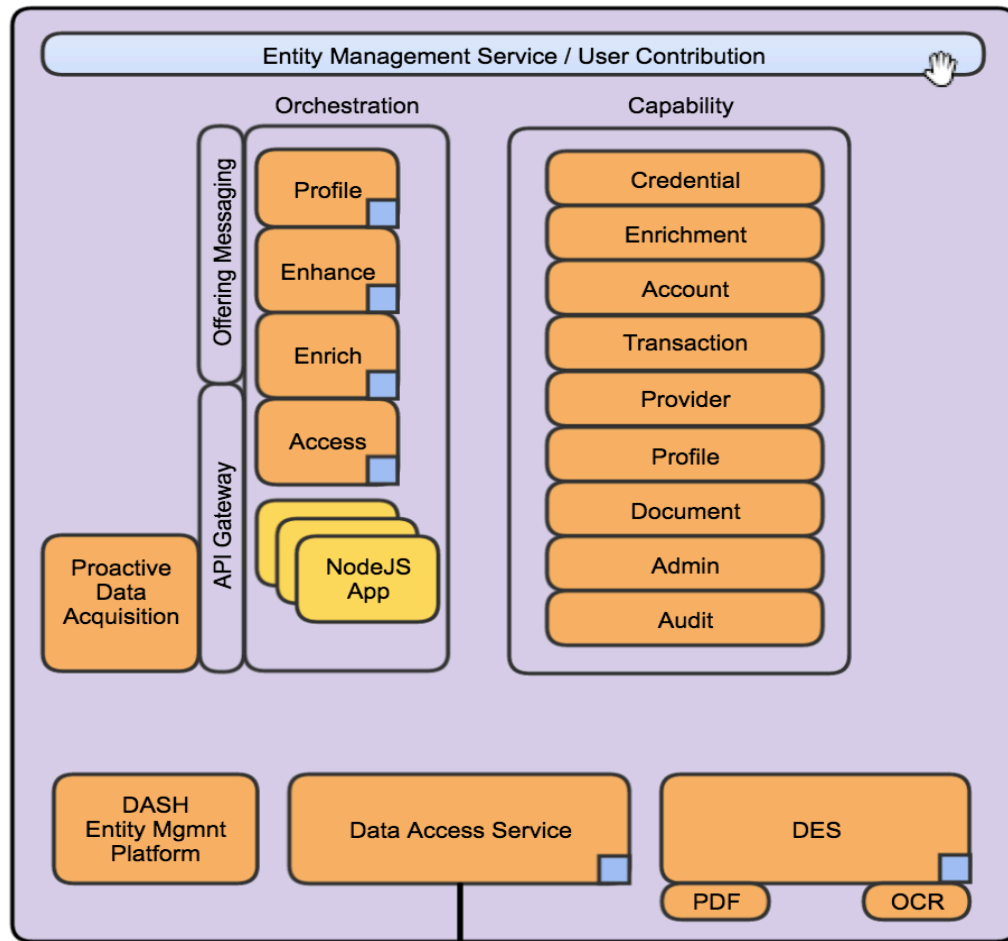 Entity Management Service / User Contribution
Orchestration
Capability
Offering Messaging
API Gateway
Profile
Enhance
Enrich
Access
NodeJS
App
Credential
Enrichment
Account
Transaction
Provider
Profile
Document
Admin
Audit
Proactive
Data
Acquisition
DASH
Entity Mgmnt
Platform
Data Access Service
DES
PDF
OCR